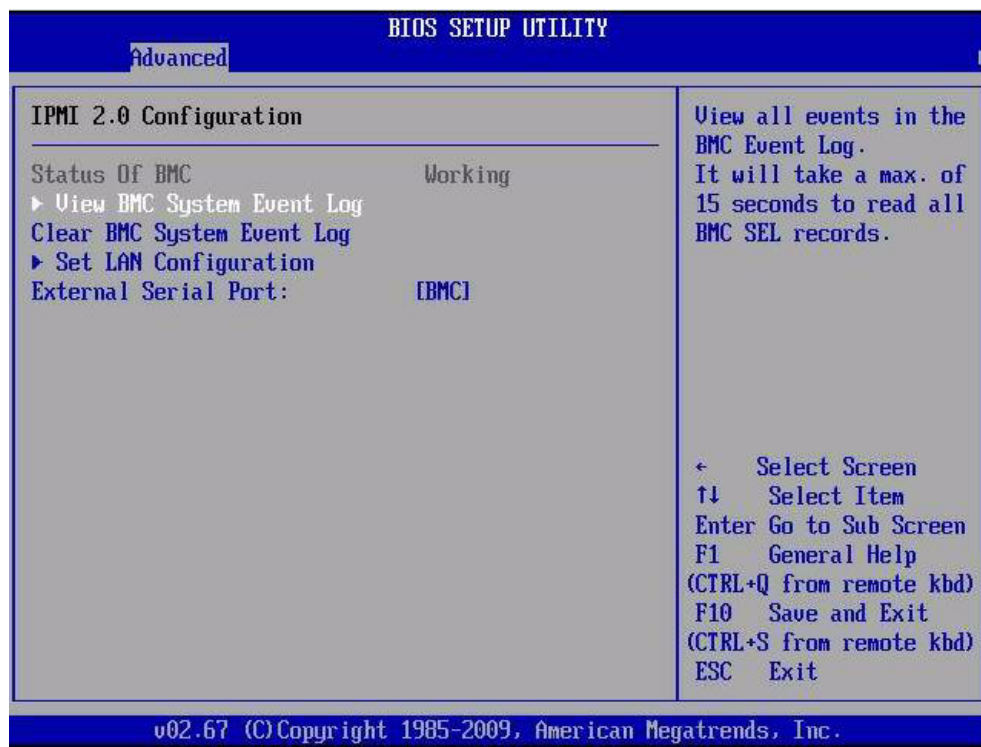 BIOS SETUP UTILITY
Advanced
IPMI 2.0 Configuration
Status Of BMC Working
▶ View BMC System Event Log
Clear BMC System Event Log
▶ Set LAN Configuration
External Serial Port: [BMC]
View all events in the
BMC Event Log.
It will take a max. of
15 seconds to read all
BMC SEL records.
← Select Screen
↑↓ Select Item
Enter Go to Sub Screen
F1 General Help
(CTRL+Q from remote kbd)
F10 Save and Exit
(CTRL+S from remote kbd)
ESC Exit
v02.67 (C)Copyright 1985-2009, American Megatrends, Inc.